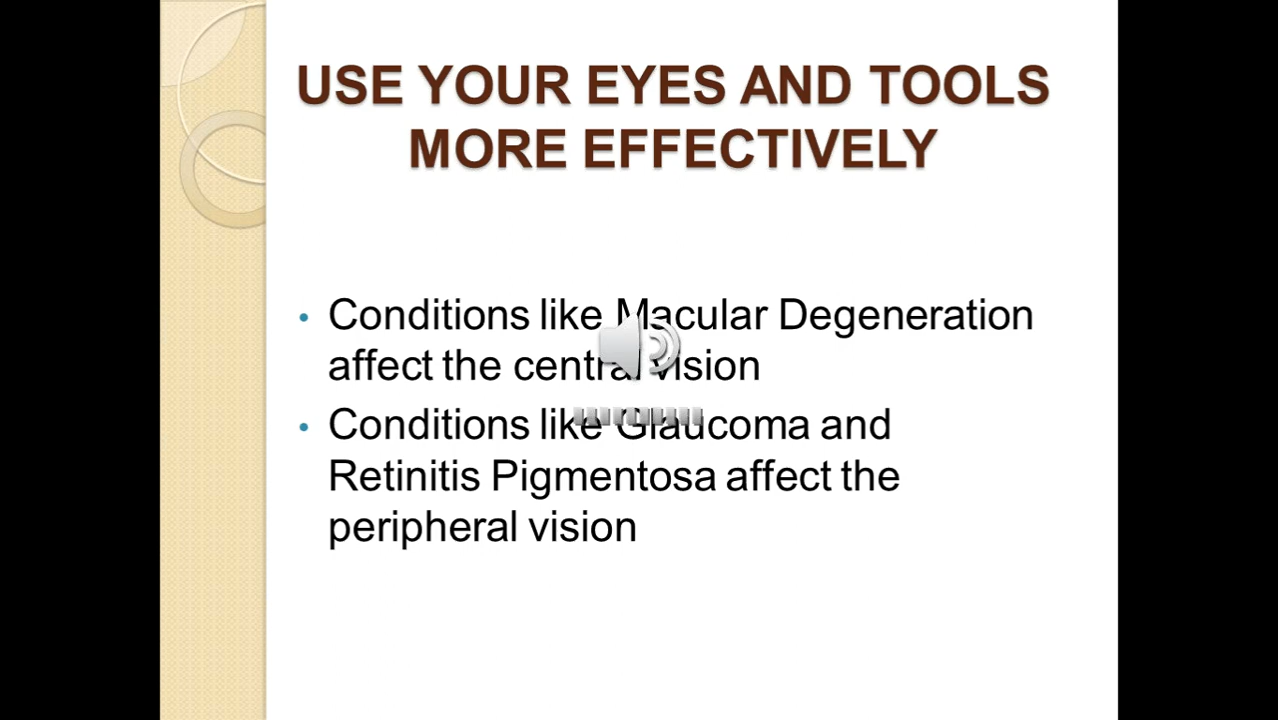 USE YOUR EYES AND TOOLS
MORE EFFECTIVELY
• Conditions like Macular Degeneration
affect the central vision
• Conditions like Glaucoma and
Retinitis Pigmentosa affect the
peripheral vision